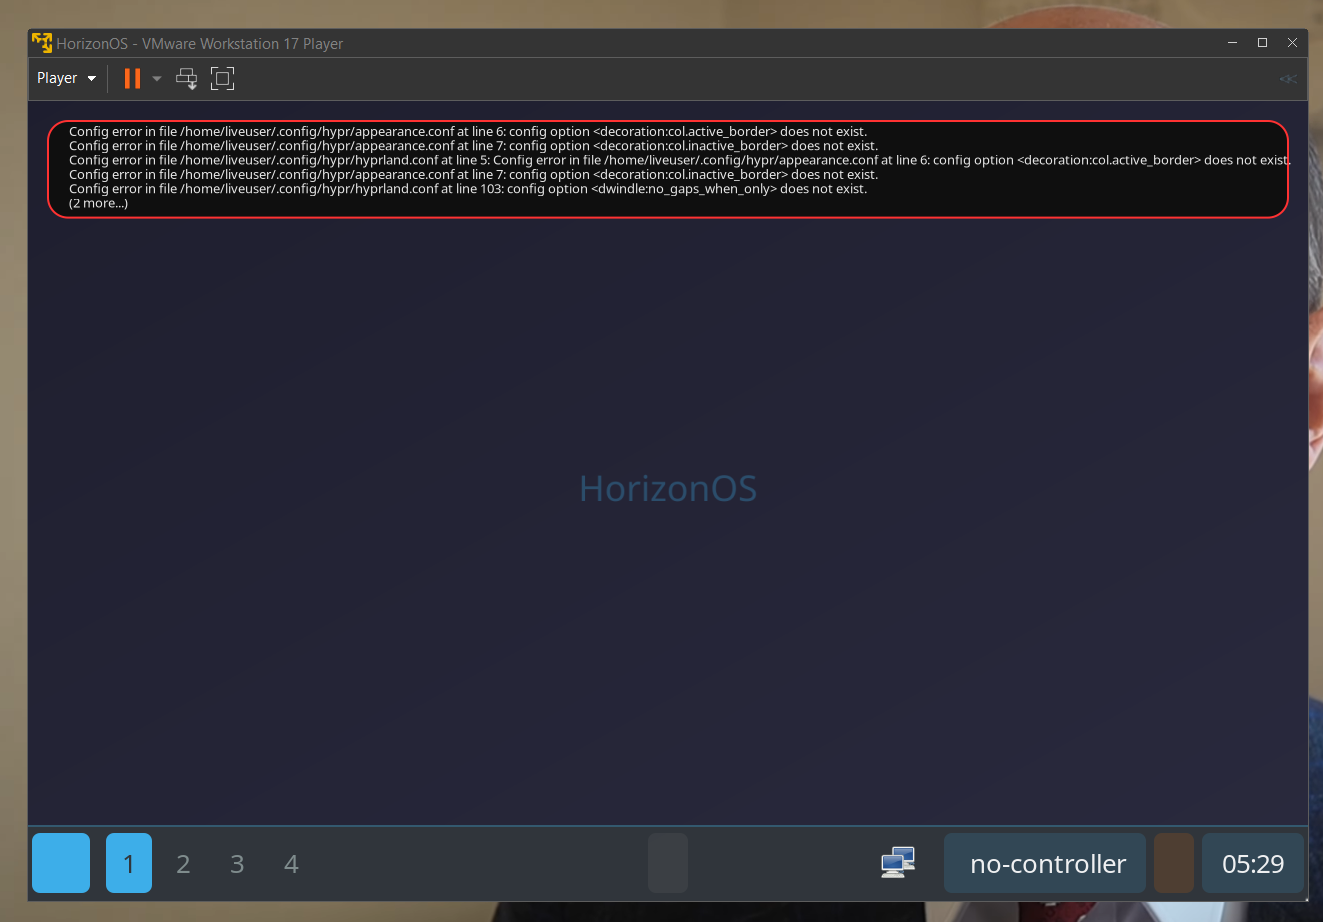 HorizonOS - VMware Workstation 17 Player
Player
Config error in file /home/liveuser/.config/hypr/appearance.conf at line 6: config option <decoration:col.active_border> does not exist.
Config error in file /home/liveuser/.config/hypr/appearance.conf at line 7: config option <decoration:col.inactive_border> does not exist.
Config error in file /home/liveuser/.config/hypr/hyprland.conf at line 5: Config error in file /home/liveuser/.config/hypr/appearance.conf at line 6: config option <decoration:col.active_border> does not exist.
Config error in file /home/liveuser/.config/hypr/appearance.conf at line 7: config option <decoration:col.inactive_border> does not exist.
Config error in file /home/liveuser/.config/hypr/hyprland.conf at line 103: config option <dwindle:no_gaps_when_only> does not exist.
(2 more...)
HorizonOS
1 2 3 4 no-controller 05:29